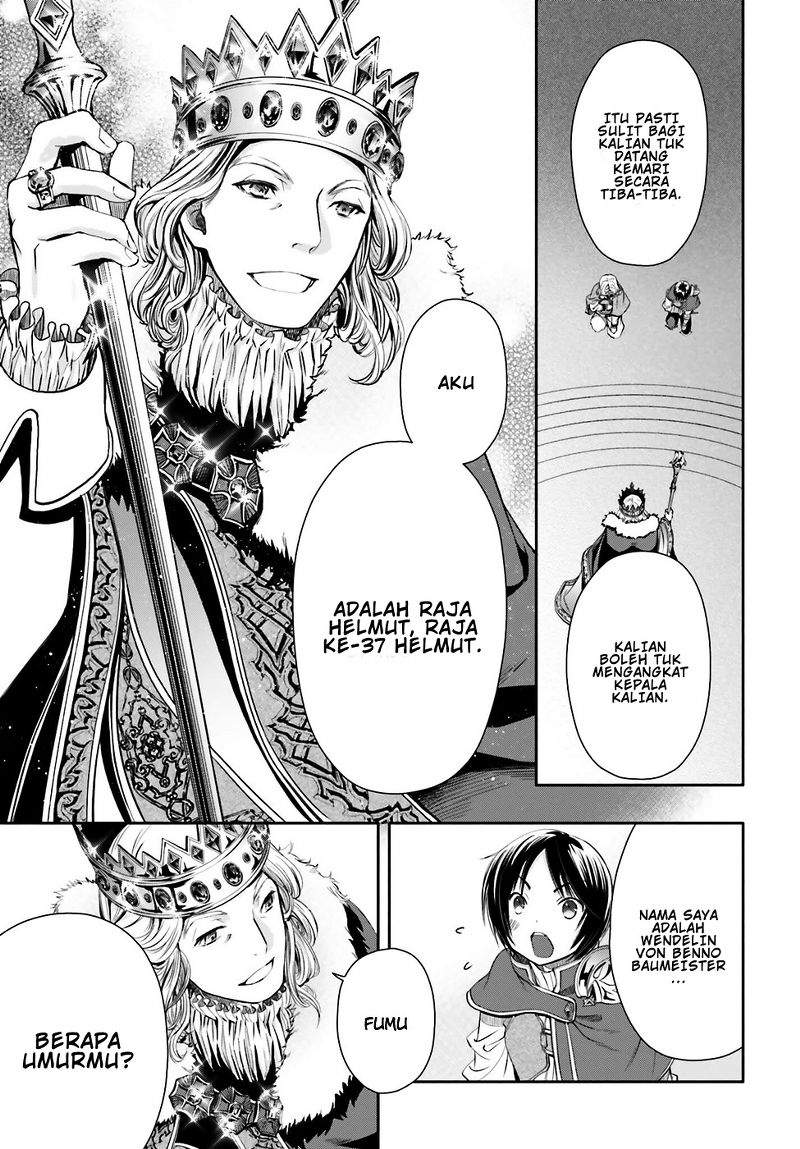 ITU PASTI
SULIT BAGI
KALIAN TUK
DATANG
KEMARI
SECARA
TIBA-TIBA.
KALIAN
BOLEH TUK
MENGANGKAT
KEPALA
KALIAN.
AKU
ADALAH RAJA
HELMUT, RAJA
KE-37 HELMUT.
NAMA SAYA
ADALAH
WENDELIN
VON BENNO
BAUMEISTER
...
FUMU
BERAPA
UMURMU?